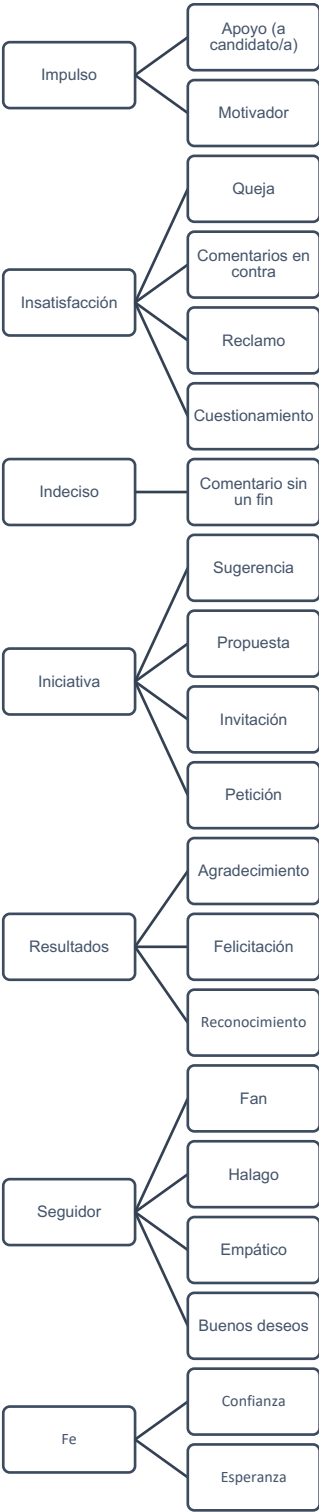 Impulso
Apoyo (a
candidato/a)
Motivador
Insatisfacción
Queja
Comentarios en
contra
Reclamo
Cuestionamiento
Indeciso
Comentario sin
un fin
Iniciativa
Sugerencia
Propuesta
Invitación
Petición
Resultados
Agradecimiento
Felicitación
Reconocimiento
Seguidor
Fan
Halago
Empático
Buenos deseos
Fe
Confianza
Esperanza